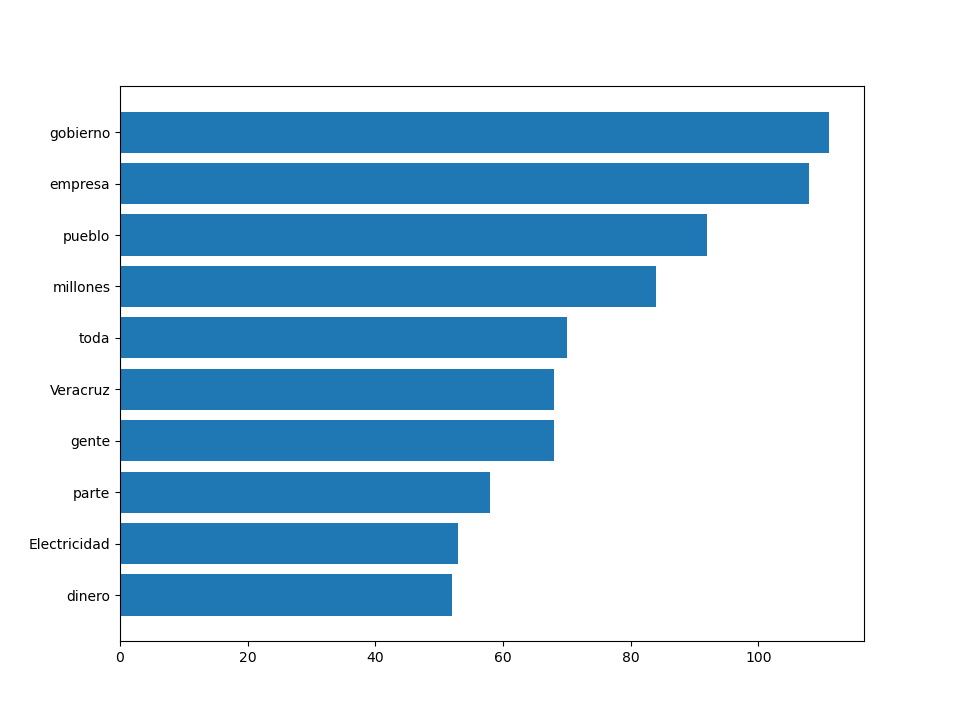 gobierno
empresa
pueblo
millones
toda
Veracruz
gente
parte
Electricidad
dinero
0 20 40 60 80 100